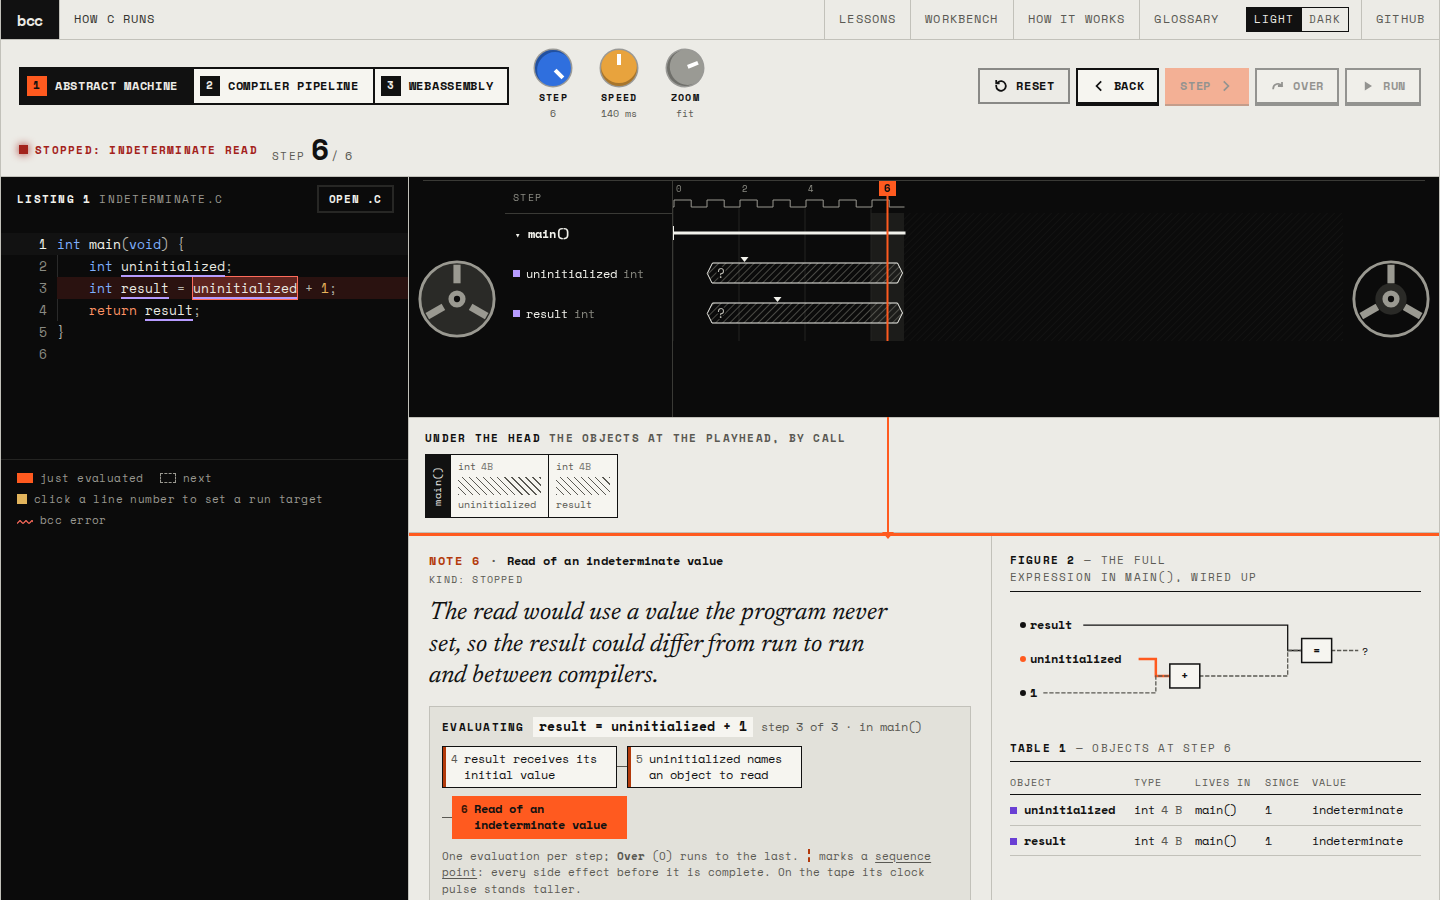 bcc HOW C RUNS LESSONS WORKBENCH HOW IT WORKS GLOSSARY LIGHT DARK GITHUB
1 ABSTRACT MACHINE 2 COMPILER PIPELINE 3 WEBASSEMBLY
STEP SPEED ZOOM
6 140 ms fit
RESET BACK STEP OVER RUN
STOPPED: INDETERMINATE READ STEP 6 / 6
LISTING 1 INDETERMINATE.C OPEN .C
1 int main(void) {
2 int uninitialized;
3 int result = uninitialized + 1;
4 return result;
5 }
6
just evaluated next
click a line number to set a run target
bcc error
STEP 0 2 4 6
main()
uninitialized int ?
result int ?
UNDER THE HEAD THE OBJECTS AT THE PLAYHEAD, BY CALL
main()
int 4B int 4B
uninitialized result
NOTE 6 · Read of an indeterminate value
KIND: STOPPED
The read would use a value the program never
set, so the result could differ from run to run
and between compilers.
EVALUATING result = uninitialized + 1 step 3 of 3 · in main()
4 result receives its
initial value
5 uninitialized names
an object to read
6 Read of an
indeterminate value
One evaluation per step; Over (O) runs to the last. ¦ marks a sequence
point: every side effect before it is complete. On the tape its clock
pulse stands taller.
FIGURE 2 — THE FULL
EXPRESSION IN MAIN(), WIRED UP
result
uninitialized
1
+
=
?
TABLE 1 — OBJECTS AT STEP 6
OBJECT TYPE LIVES IN SINCE VALUE
uninitialized int 4 B main() 1 indeterminate
result int 4 B main() 1 indeterminate